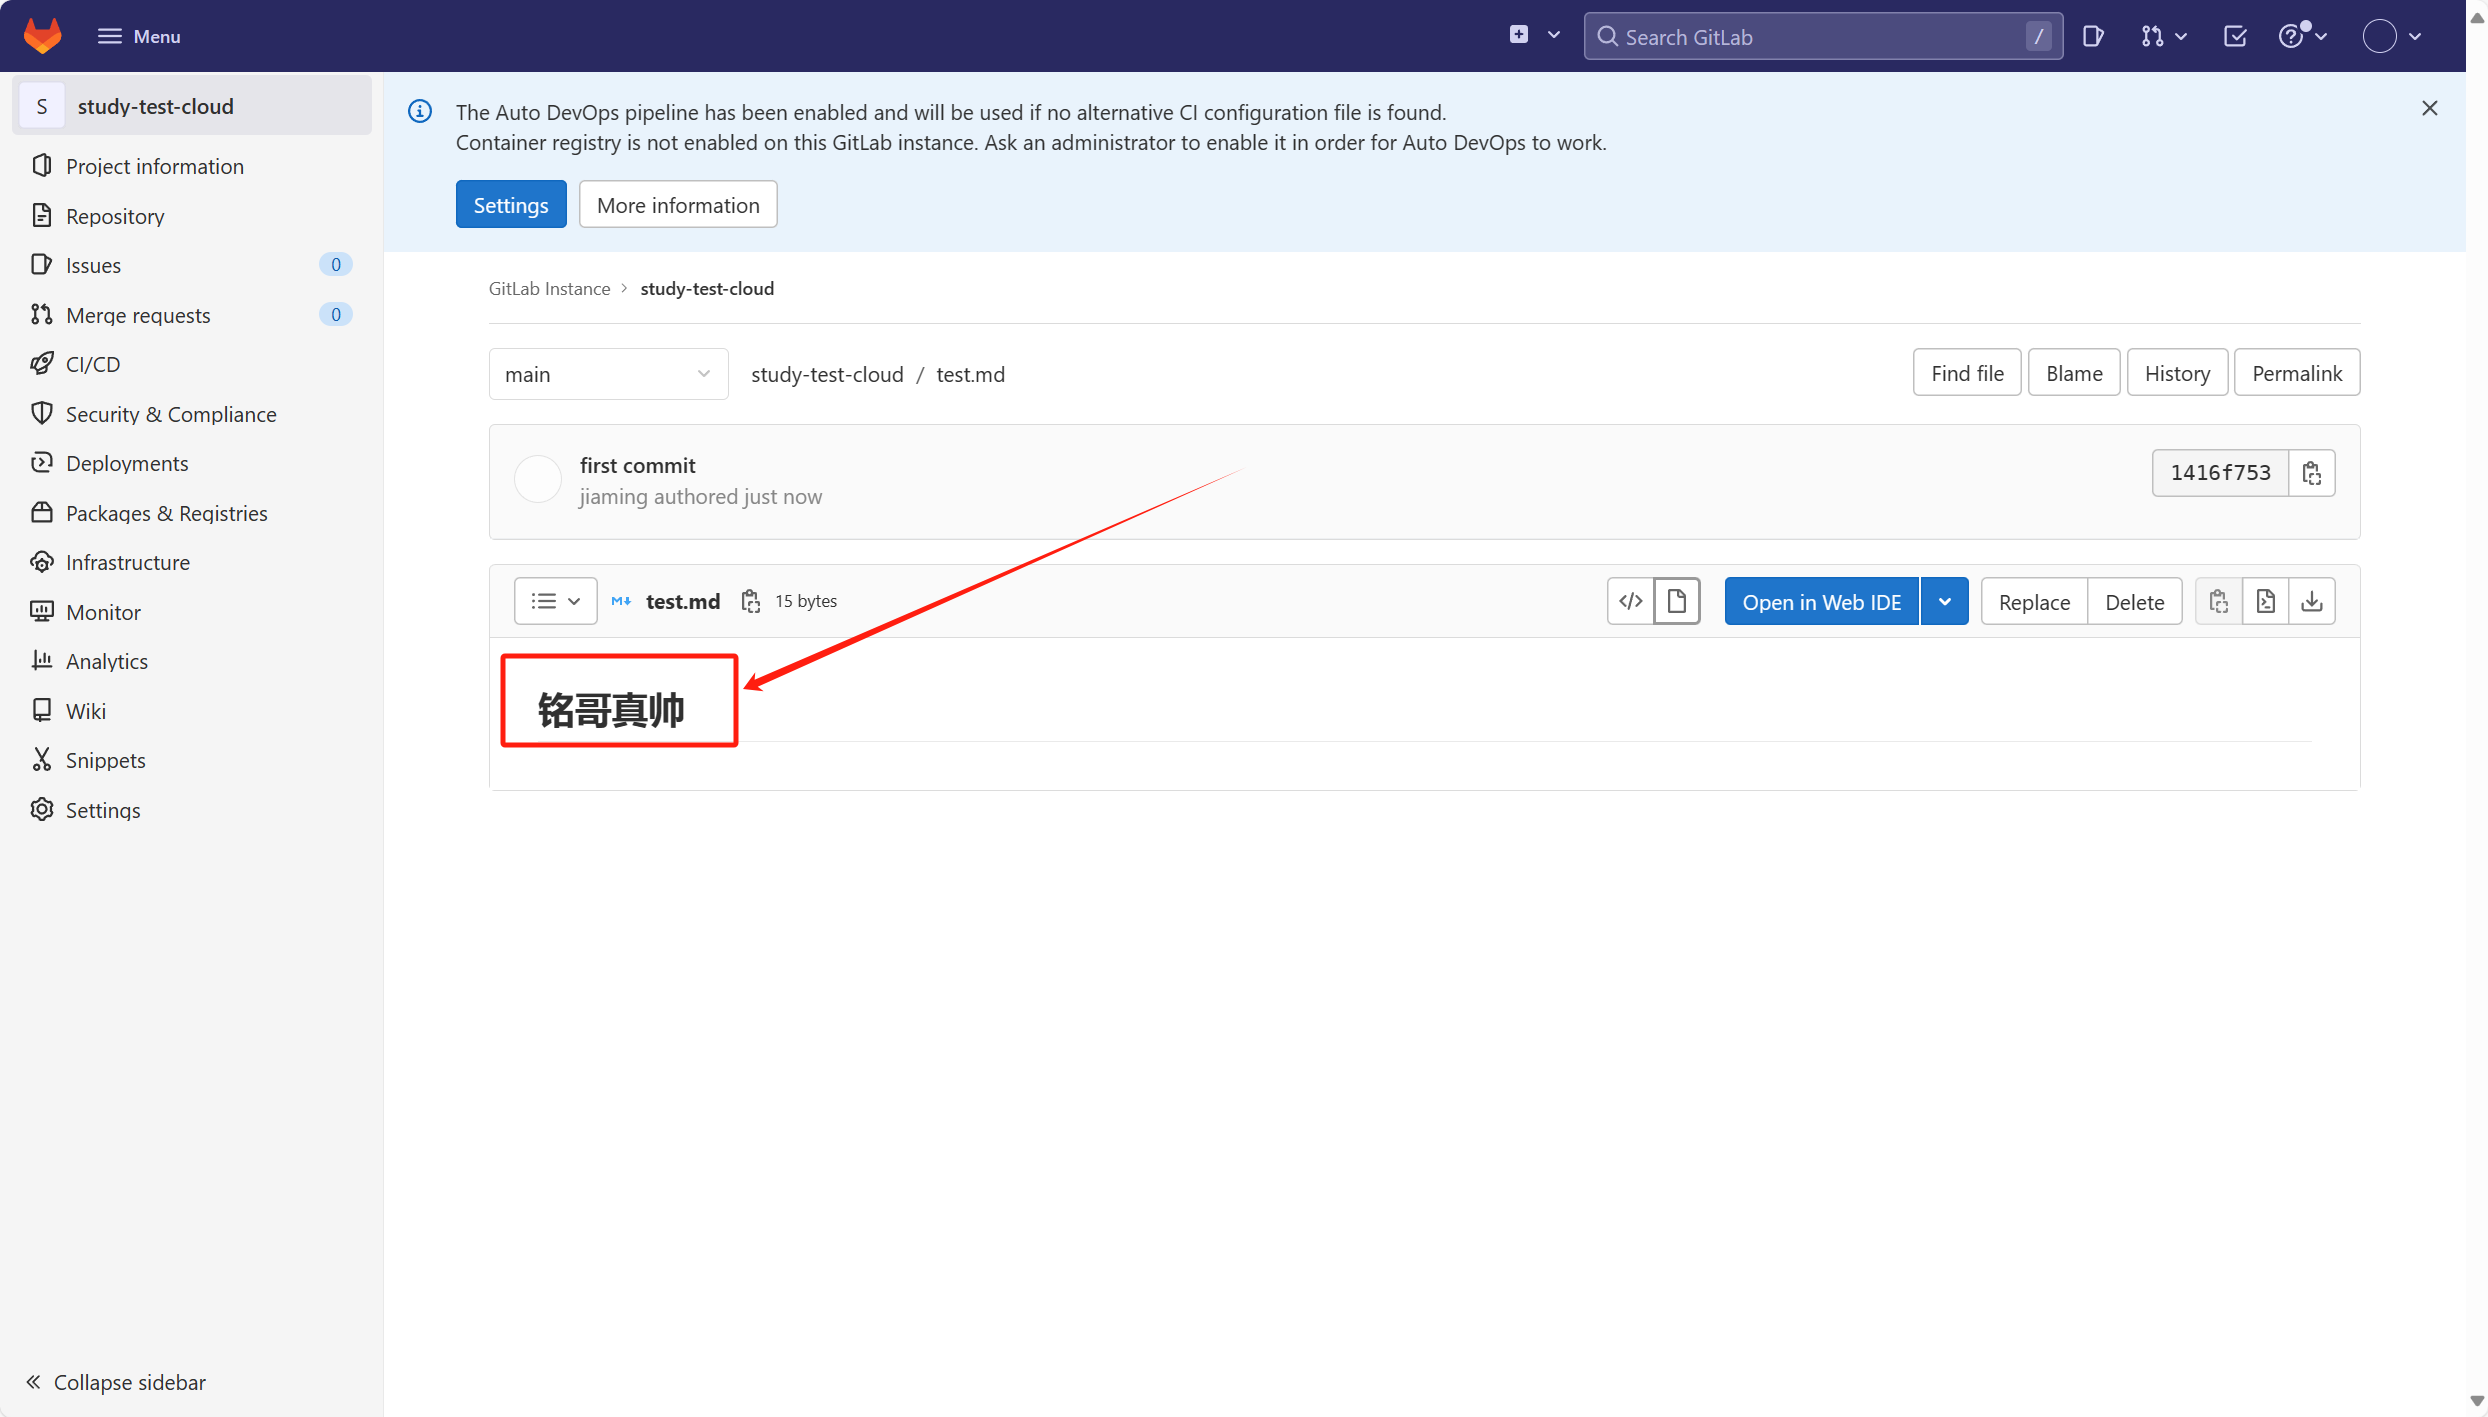 Menu
Search GitLab
/
S
study-test-cloud
Project information
Repository
Issues
0
Merge requests
0
CI/CD
Security & Compliance
Deployments
Packages & Registries
Infrastructure
Monitor
Analytics
Wiki
Snippets
Settings
Collapse sidebar
The Auto DevOps pipeline has been enabled and will be used if no alternative CI configuration file is found.
Container registry is not enabled on this GitLab instance. Ask an administrator to enable it in order for Auto DevOps to work.
Settings
More information
GitLab Instance > study-test-cloud
main
study-test-cloud / test.md
Find file
Blame
History
Permalink
first commit
jiaming authored just now
1416f753
test.md
15 bytes
Open in Web IDE
Replace
Delete
铭哥真帅